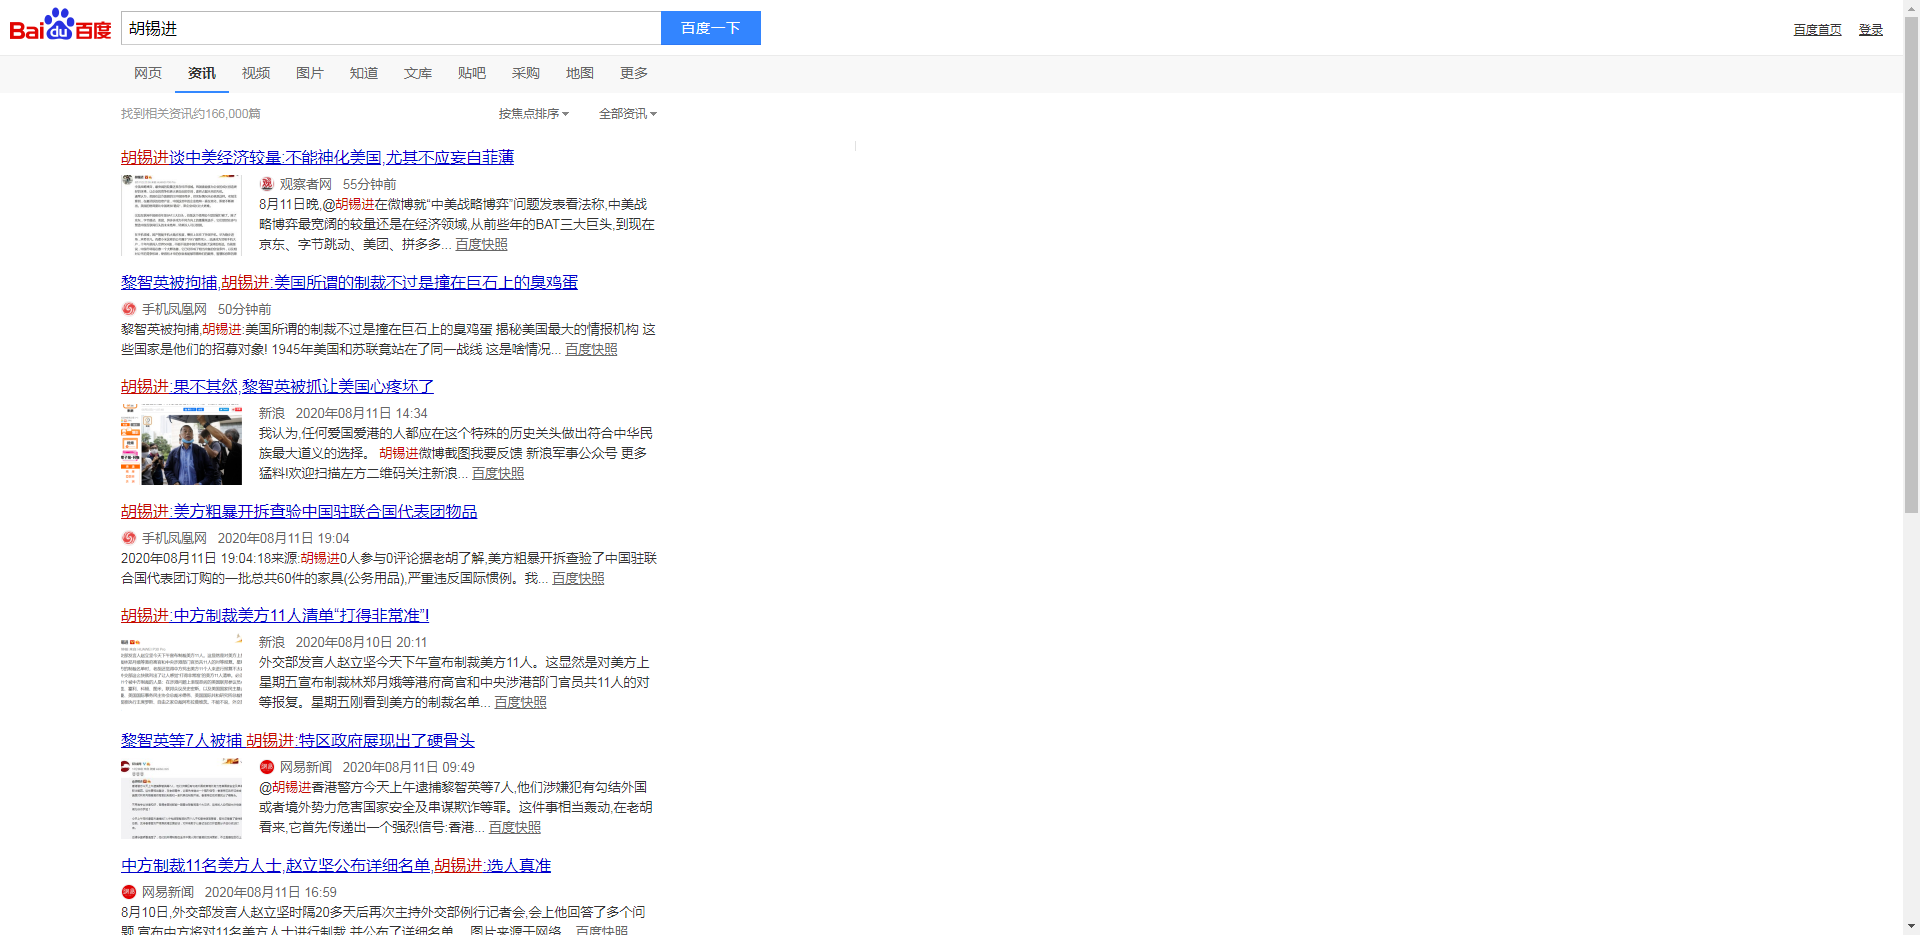 Baidu百度
胡锡进
百度一下
百度首页 登录
网页 资讯 视频 图片 知道 文库 贴吧 采购 地图 更多
找到相关资讯约166,000篇
按焦点排序 全部资讯
胡锡进谈中美经济较量:不能神化美国,尤其不应妄自菲薄
观察者网 55分钟前
8月11日晚,@胡锡进在微博就“中美战略博弈”问题发表看法称,中美战
略博弈最宽阔的较量还是在经济领域,从前些年的BAT三大巨头,到现在
京东、字节跳动、美团、拼多多... 百度快照
黎智英被拘捕,胡锡进:美国所谓的制裁不过是撞在巨石上的臭鸡蛋
手机凤凰网 50分钟前
黎智英被拘捕,胡锡进:美国所谓的制裁不过是撞在巨石上的臭鸡蛋 揭秘美国最大的情报机构 这
些国家是他们的招募对象! 1945年美国和苏联竟站在了同一战线 这是啥情况... 百度快照
胡锡进:果不其然,黎智英被抓让美国心疼坏了
新浪 2020年08月11日 14:34
我认为,任何爱国爱港的人都应在这个特殊的历史关头做出符合中华民
族最大道义的选择。 胡锡进微博截图我要反馈 新浪军事公众号 更多
猛料!欢迎扫描左方二维码关注新浪... 百度快照
胡锡进:美方粗暴开拆查验中国驻联合国代表团物品
手机凤凰网 2020年08月11日 19:04
2020年08月11日 19:04:18来源:胡锡进0人参与0评论据老胡了解,美方粗暴开拆查验了中国驻联
合国代表团订购的一批总共60件的家具(公务用品),严重违反国际惯例。我... 百度快照
胡锡进:中方制裁美方11人清单“打得非常准”!
新浪 2020年08月10日 20:11
外交部发言人赵立坚今天下午宣布制裁美方11人。这显然是对美方上
星期五宣布制裁林郑月娥等港府高官和中央涉港部门官员共11人的对
等报复。星期五刚看到美方的制裁名单... 百度快照
黎智英等7人被捕 胡锡进:特区政府展现出了硬骨头
网易新闻 2020年08月11日 09:49
@胡锡进香港警方今天上午逮捕黎智英等7人,他们涉嫌犯有勾结外国
或者境外势力危害国家安全及串谋欺诈等罪。这件事相当轰动,在老胡
看来,它首先传递出一个强烈信号:香港... 百度快照
中方制裁11名美方人士,赵立坚公布详细名单,胡锡进:选人真准
网易新闻 2020年08月11日 16:59
8月10日,外交部发言人赵立坚时隔20多天后再次主持外交部例行记者会,会上他回答了多个问
题,宣布中方将对11名美方人士进行制裁,并公布了详细名单。 图片来源于网络... 百度快照